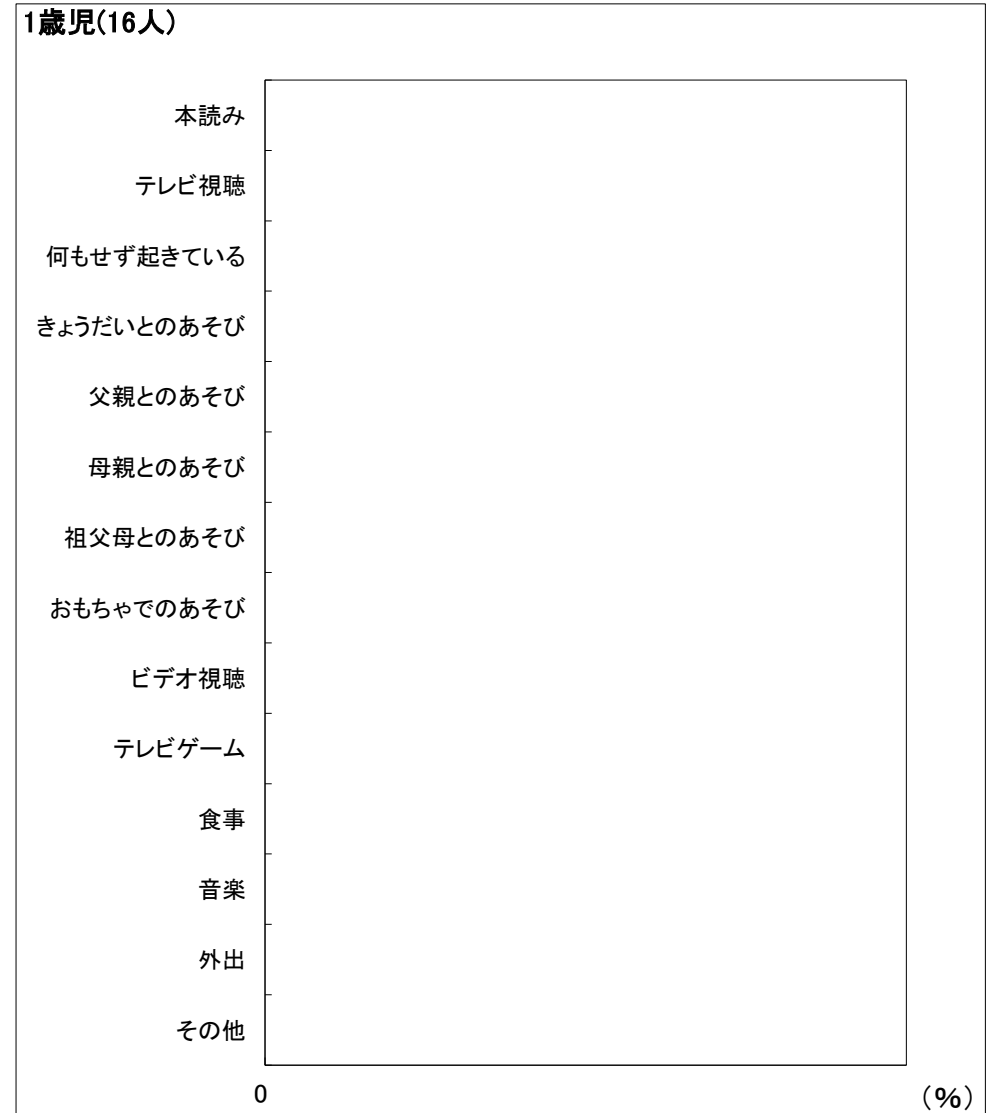 1歳児(16人)
本読み
テレビ視聴
何もせず起きている
きょうだいとのあそび
父親とのあそび
母親とのあそび
祖父母とのあそび
おもちゃでのあそび
ビデオ視聴
テレビゲーム
食事
音楽
外出
その他
0 (%)